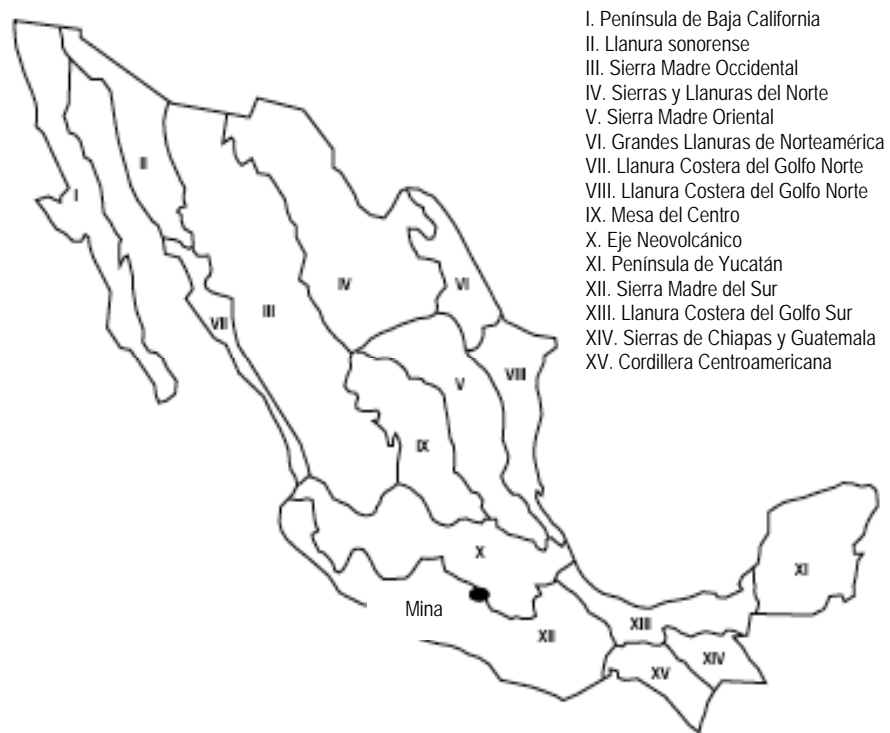 I. Península de Baja California
II. Llanura sonorense
III. Sierra Madre Occidental
IV. Sierras y Llanuras del Norte
V. Sierra Madre Oriental
VI. Grandes Llanuras de Norteamérica
VII. Llanura Costera del Golfo Norte
VIII. Llanura Costera del Golfo Norte
IX. Mesa del Centro
X. Eje Neovolcánico
XI. Península de Yucatán
XII. Sierra Madre del Sur
XIII. Llanura Costera del Golfo Sur
XIV. Sierras de Chiapas y Guatemala
XV. Cordillera Centroamericana
II
I
IV
VI
III
VII
VIII
V
IX
X
XI
Mina
XII
XIII
XIV
XV